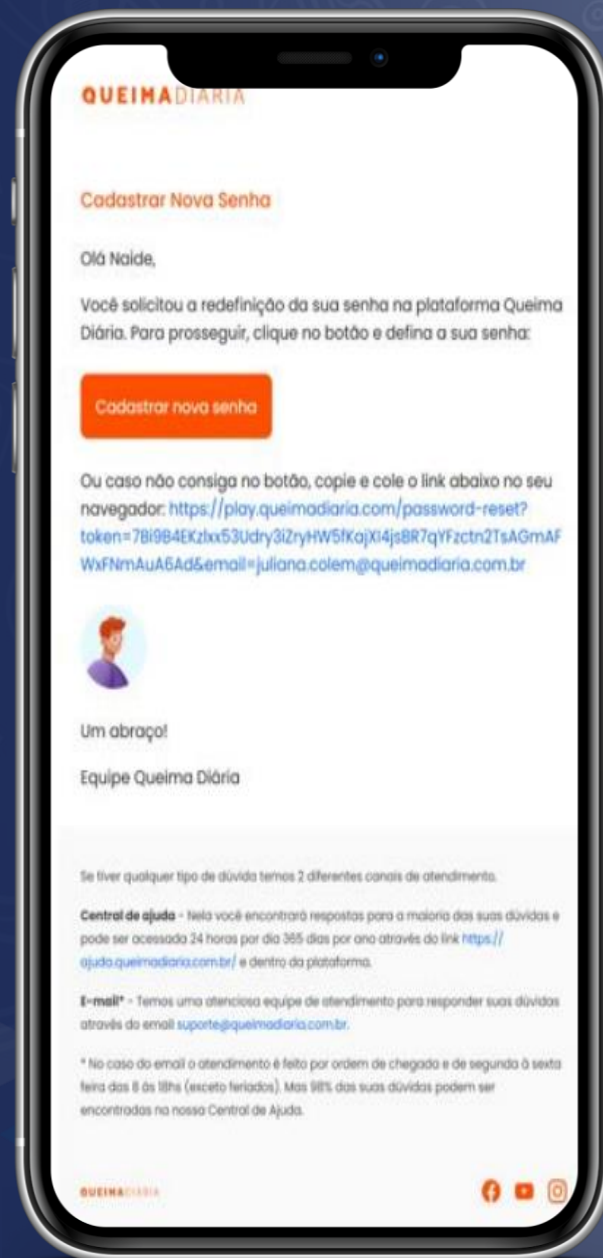 QUEIMADIARIA
Cadastrar Nova Senha
Olá Naide,
Você solicitou a redefinição da sua senha na plataforma Queima
Diária. Para prosseguir, clique no botão e defina a sua senha:
Cadastrar nova senha
Ou caso não consiga no botão, copie e cole o link abaixo no seu
navegador: https://play.queimadiaria.com/password-reset?
token=7Bi9B4EKzlxx53Udry3iZryHW5fKajXi4jsBR7qYFzctn2TsAGmAF
WxFNmAuA6Ad&email=juliana.colem@queimadiaria.com.br
Um abraço!
Equipe Queima Diária
Se tiver qualquer tipo de dúvida temos 2 diferentes canais de atendimento.
Central de ajuda - Nela você encontrará respostas para a maioria das suas dúvidas e
pode ser acessada 24 horas por dia 365 dias por ano através do link https://
ajuda.queimadiaria.com.br/ e dentro da plataforma.
E-mail* - Temos uma atenciosa equipe de atendimento para responder suas dúvidas
através do email suporte@queimadiaria.com.br.
* No caso do email o atendimento é feito por ordem de chegada e de segunda à sexta
feira das 8 às 18hs (exceto feriados). Mas 98% das suas dúvidas podem ser
encontradas na nossa Central de Ajuda.
QUEIMADIARIA